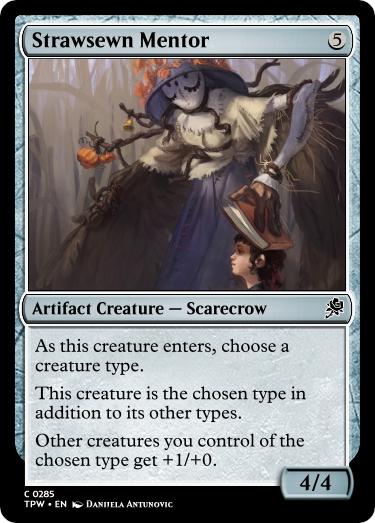 Strawsewn Mentor 5
Artifact Creature — Scarecrow
As this creature enters, choose a
creature type.
This creature is the chosen type in
addition to its other types.
Other creatures you control of the
chosen type get +1/+0.
4/4
C 0285
TPW • EN Danijela Antunovic